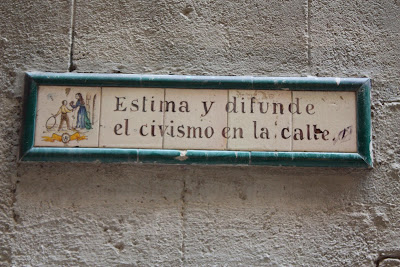 Estima y difunde
el civismo en la calle.